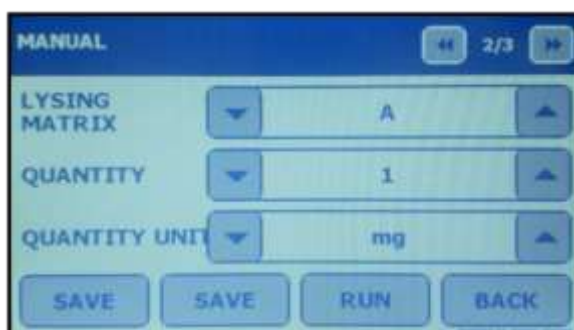 MANUAL 2/3
LYSING
MATRIX A
QUANTITY 1
QUANTITY UNIT mg
SAVE SAVE RUN BACK